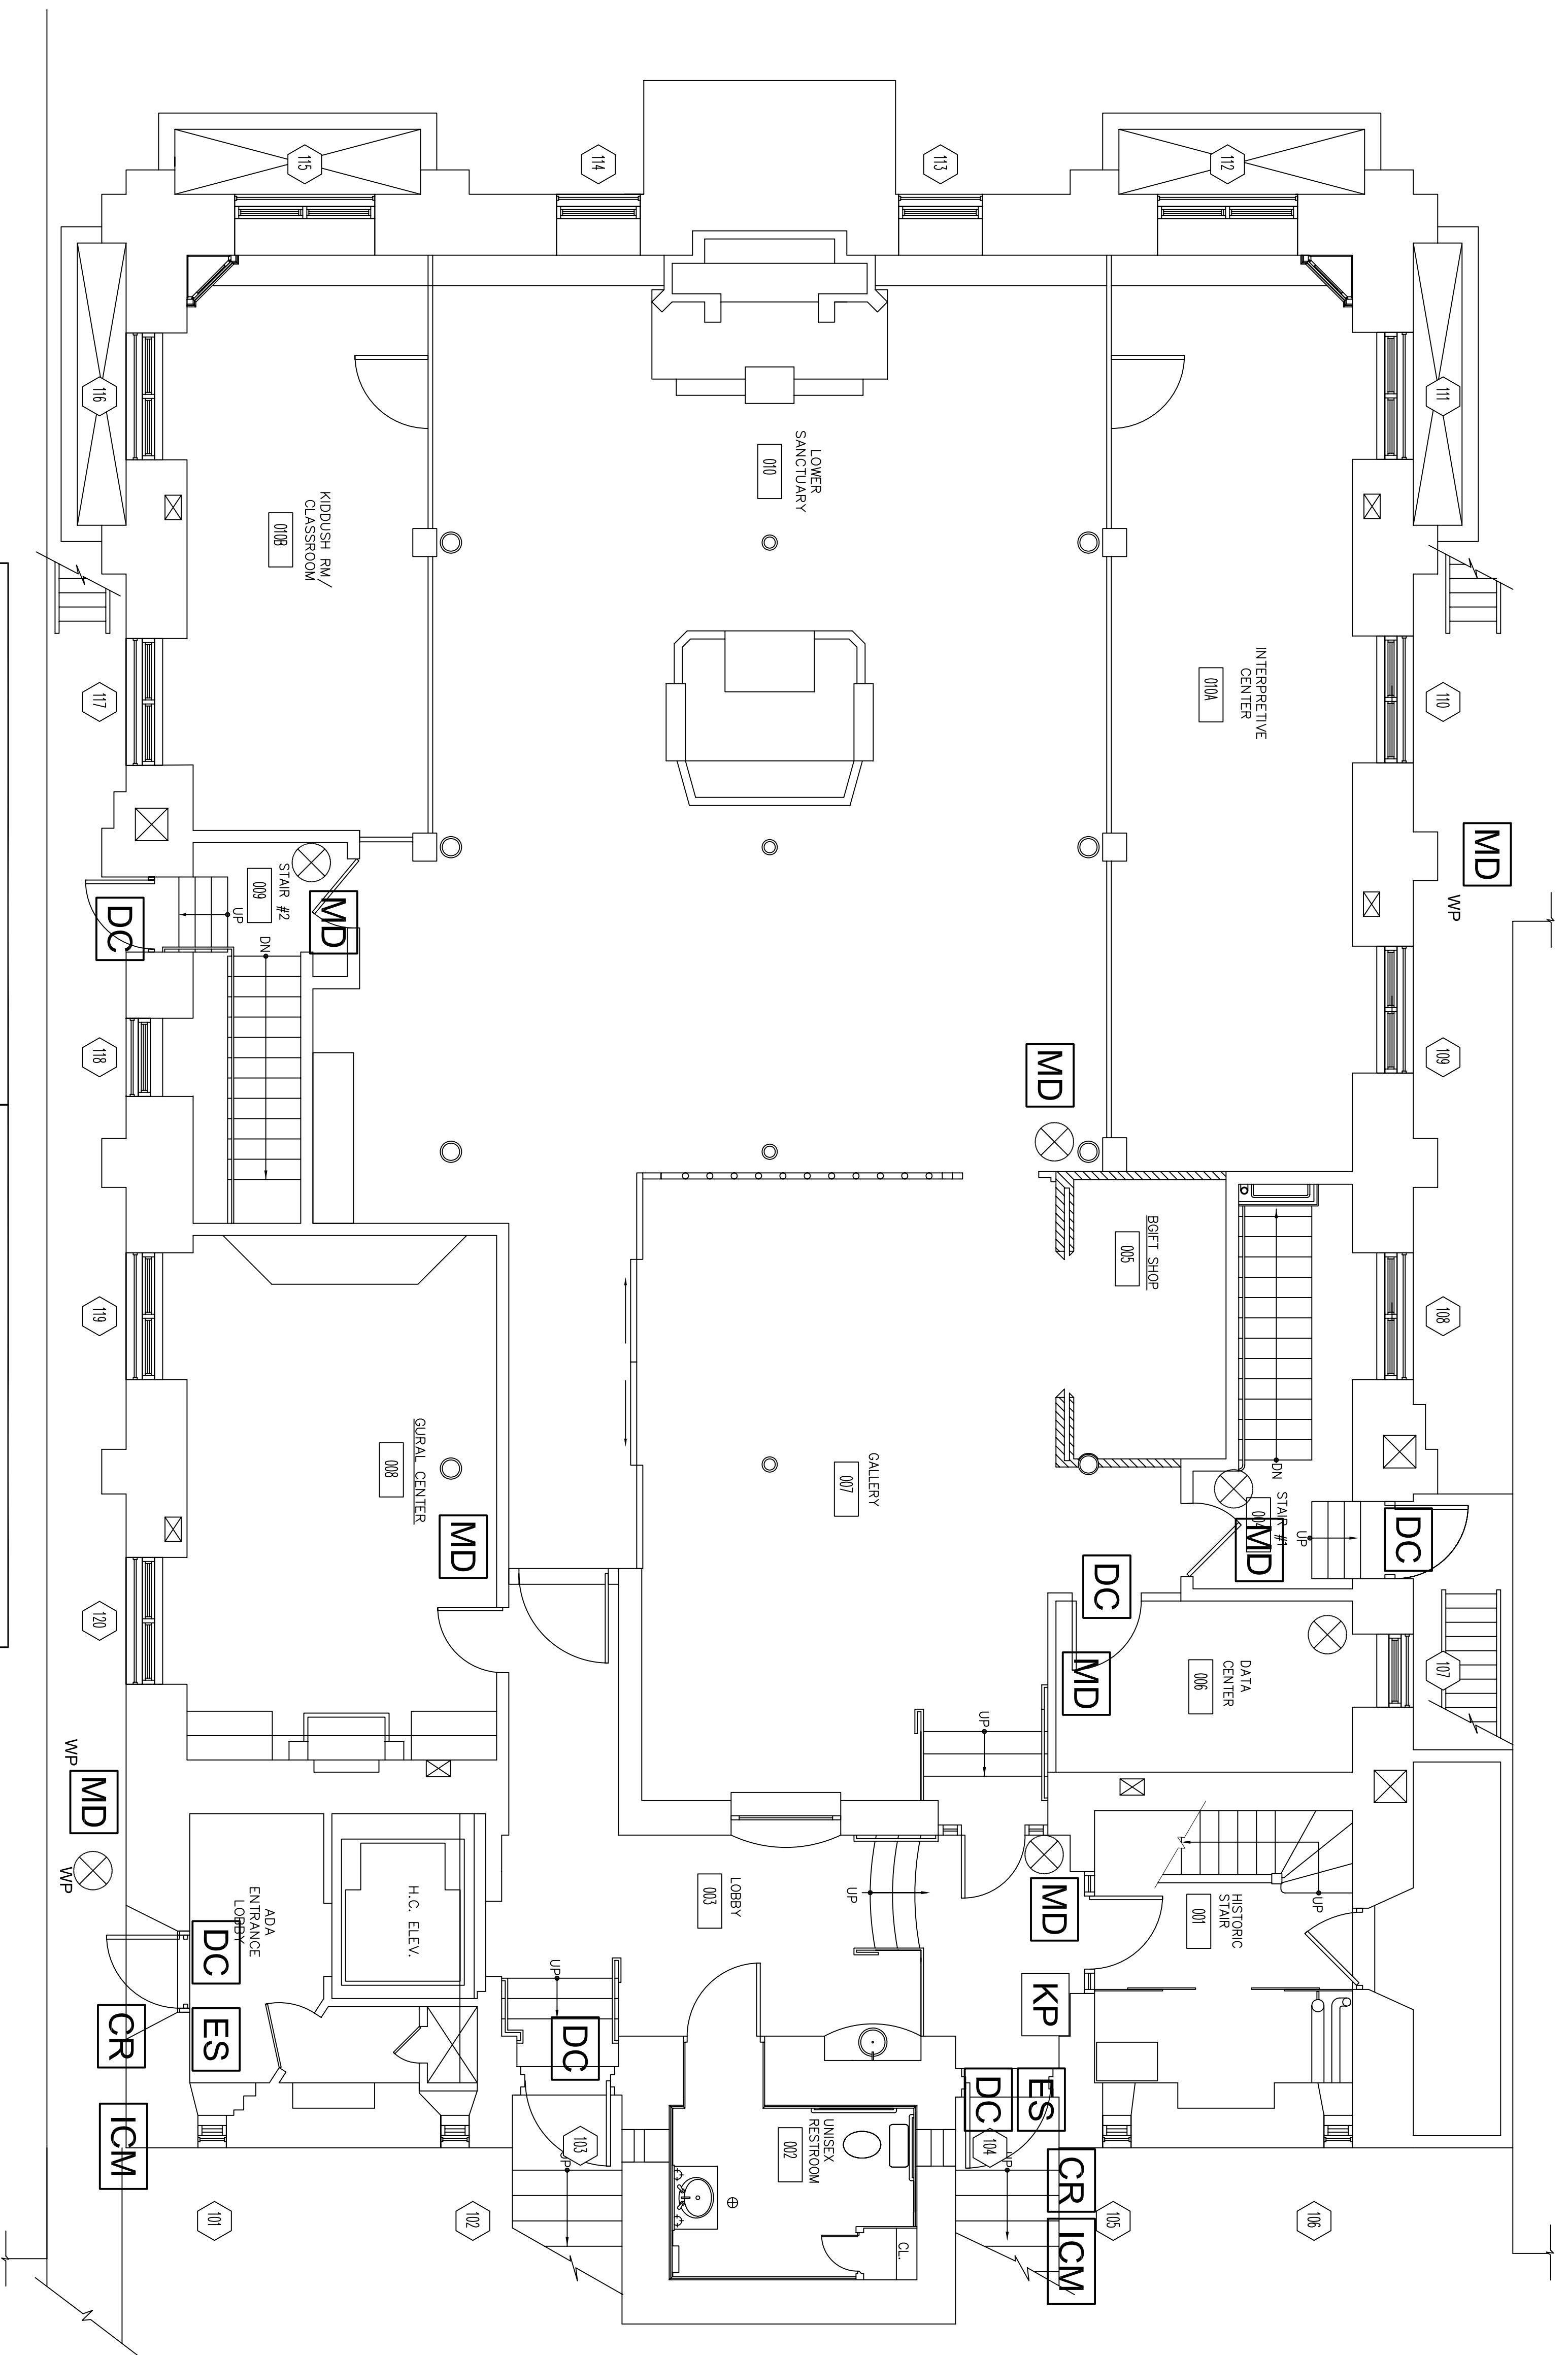 115
114
113
112
116
111
LOWER
SANCTUARY
010
KIDDUSH RM/
CLASSROOM
010B
INTERPRETIVE
CENTER
010A
117
110
MD
WP
STAIR #2
009
UP
DN
MD
DC
118
109
MD
BGIFT SHOP
005
119
108
GURAL CENTER
008
MD
GALLERY
007
DN
STAIR #1
004
MD
UP
DC
DC
MD
DATA
CENTER
006
120
107
UP
WP
MD
WP
ADA
ENTRANCE
LOBBY
H.C. ELEV.
LOBBY
003
UP
MD
HISTORIC
STAIR
001
UP
DC
CR
ES
UP
DC
KP
DC
ES
ICM
103
UP
UNISEX
RESTROOM
002
104
UP
CR
ICM
CL.
101
102
105
106